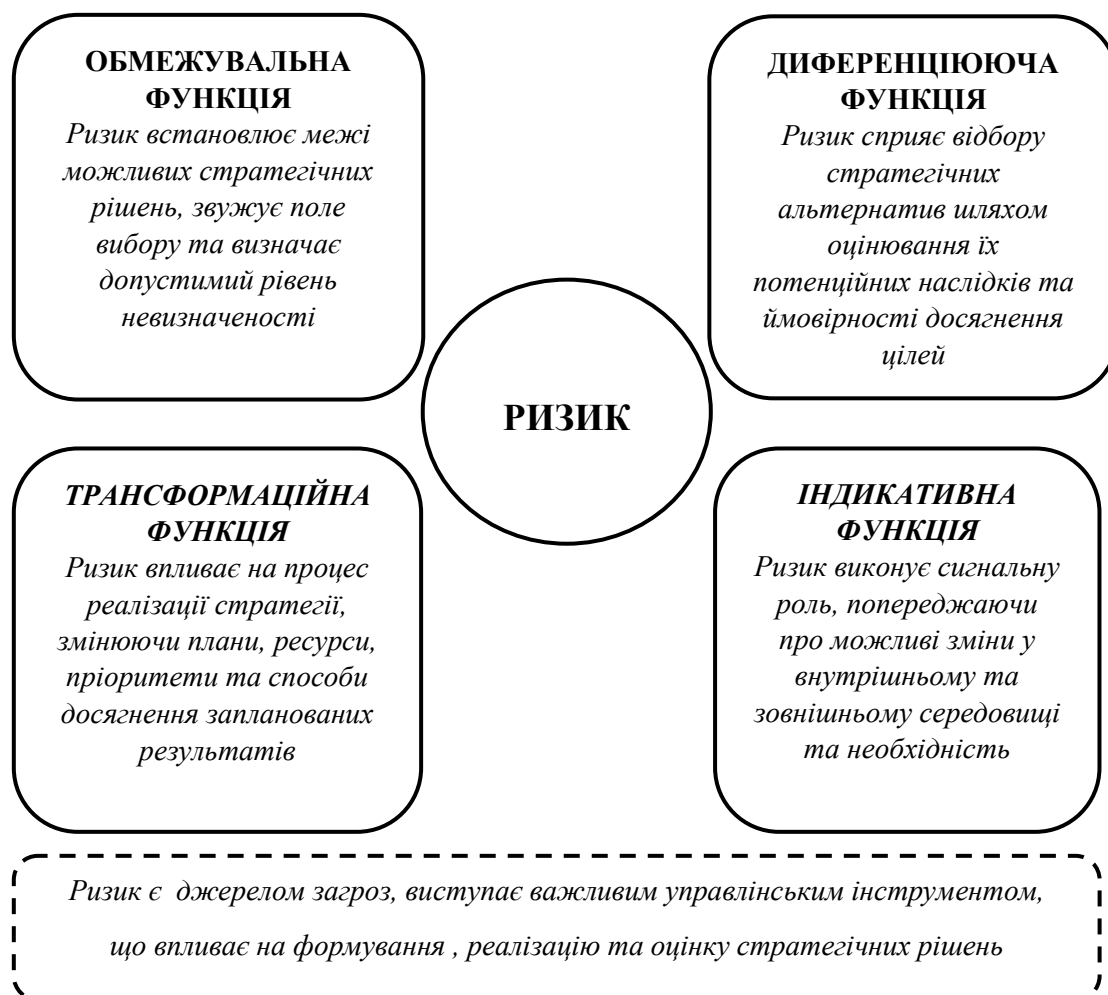 ОБМЕЖУВАЛЬНА
ФУНКЦІЯ
Ризик встановлює межі
можливих стратегічних
рішень, звужує поле
вибору та визначає
допустимий рівень
невизначеності
ДИФЕРЕНЦІЮЮЧА
ФУНКЦІЯ
Ризик сприяє відбору
стратегічних
альтернатив шляхом
оцінювання їх
потенційних наслідків та
ймовірності досягнення
цілей
РИЗИК
ТРАНСФОРМАЦІЙНА
ФУНКЦІЯ
Ризик впливає на процес
реалізації стратегії,
змінюючи плани, ресурси,
пріоритети та способи
досягнення запланованих
результатів
ІНДИКАТИВНА
ФУНКЦІЯ
Ризик виконує сигнальну
роль, попереджаючи
про можливі зміни у
внутрішньому та
зовнішньому середовищі
та необхідність
Ризик є  джерелом загроз, виступає важливим управлінським інструментом,
що впливає на формування , реалізацію та оцінку стратегічних рішень